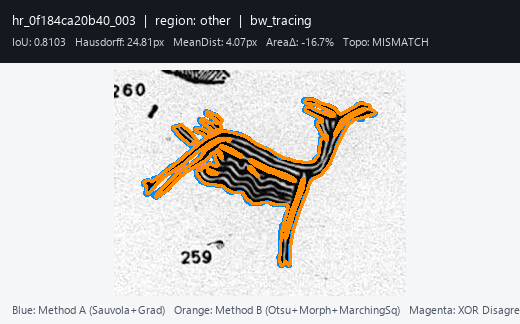 hr_0f184ca20b40_003 | region: other | bw_tracing
IoU: 0.8103 Hausdorff: 24.81px MeanDist: 4.07px AreaΔ: -16.7% Topo: MISMATCH
260
259
Blue: Method A (Sauvola+Grad) Orange: Method B (Otsu+Morph+MarchingSq) Magenta: XOR Disagre